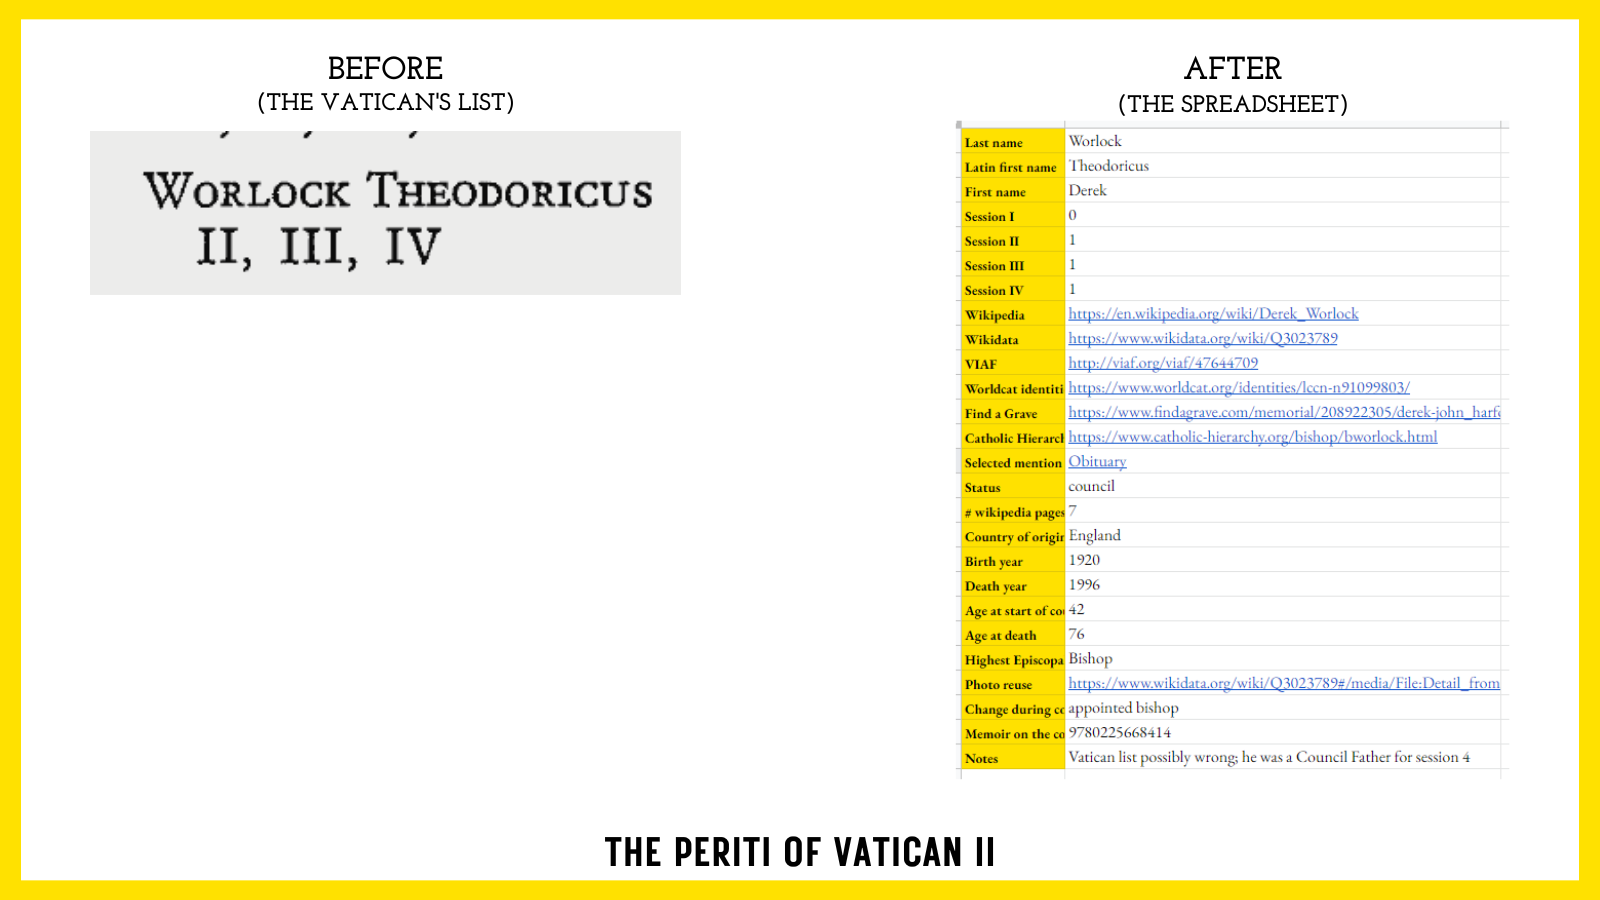 BEFORE
(THE VATICAN'S LIST)
WORLOCK THEODORICUS
II, III, IV
AFTER
(THE SPREADSHEET)
Last name Worlock
Latin first name Theodoricus
First name Derek
Session I 0
Session II 1
Session III 1
Session IV 1
Wikipedia https://en.wikipedia.org/wiki/Derek_Worlock
Wikidata https://www.wikidata.org/wiki/Q3023789
VIAF http://viaf.org/viaf/47644709
Worldcat identiti https://www.worldcat.org/identities/lccn-n91099803/
Find a Grave https://www.findagrave.com/memorial/208922305/derek-john_harfo
Catholic Hierarch https://www.catholic-hierarchy.org/bishop/bworlock.html
Selected mention Obituary
Status council
# wikipedia pages 7
Country of origin England
Birth year 1920
Death year 1996
Age at start of cou 42
Age at death 76
Highest Episcopa Bishop
Photo reuse https://www.wikidata.org/wiki/Q3023789#/media/File:Detail_from
Change during co appointed bishop
Memoir on the co 9780225668414
Notes Vatican list possibly wrong; he was a Council Father for session 4
THE PERITI OF VATICAN II